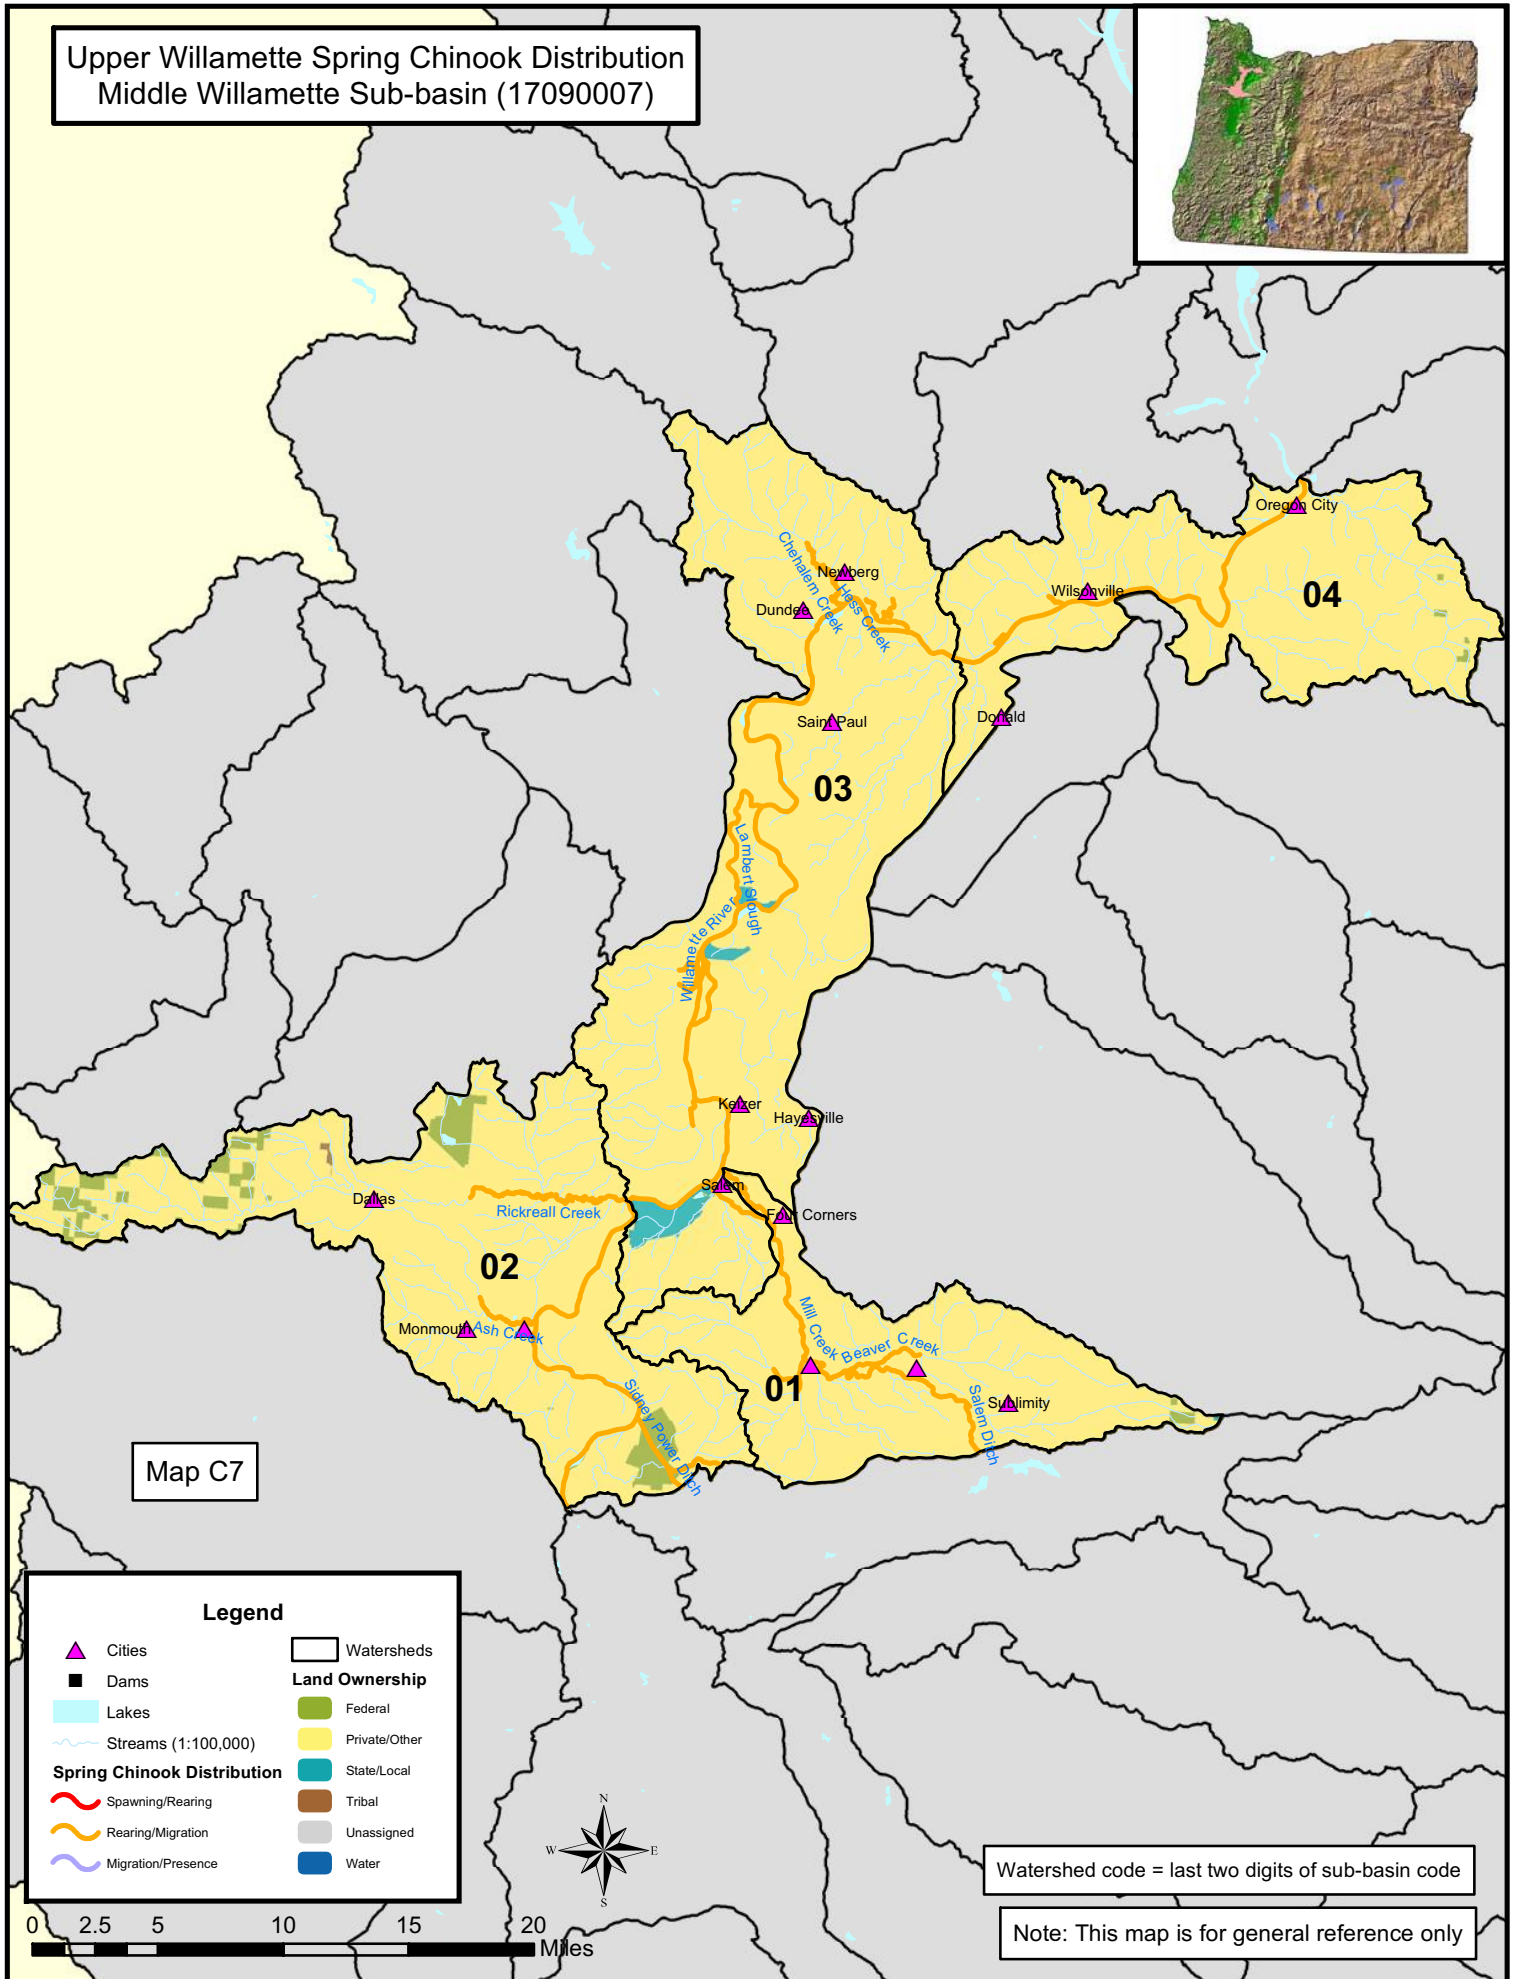 Upper Willamette Spring Chinook Distribution
Middle Willamette Sub-basin (17090007)
Oregon City
Chehalem Creek
Newberg
Wilsonville
04
Dundee
Hess Creek
Saint Paul
Donald
03
Lambert Slough
Willamette River
Keizer
Hayesville
Salem
Dallas
Rickreall Creek
Four Corners
02
Monmouth
Ash Creek
Mill Creek
Beaver Creek
01
Sidney Power Ditch
Salem Ditch
Sublimity
Map C7
Legend
Cities
Dams
Lakes
Streams (1:100,000)
Spring Chinook Distribution
Spawning/Rearing
Rearing/Migration
Migration/Presence
Watersheds
Land Ownership
Federal
Private/Other
State/Local
Tribal
Unassigned
Water
N
W
E
S
Watershed code = last two digits of sub-basin code
Note: This map is for general reference only
0 2.5 5 10 15 20
Miles